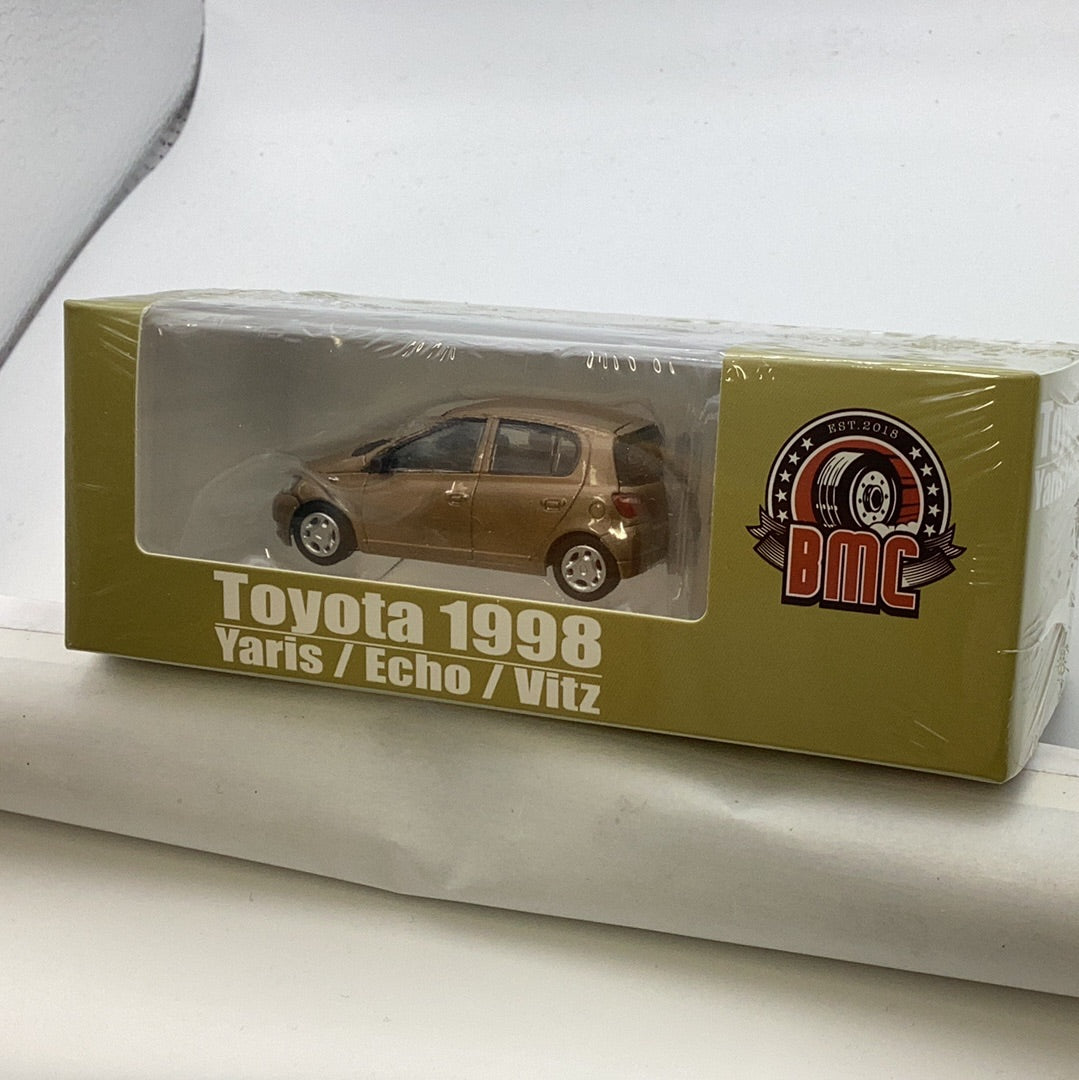 EST.2018
BMC
Toyota 1998
Yaris / Echo / Vitz